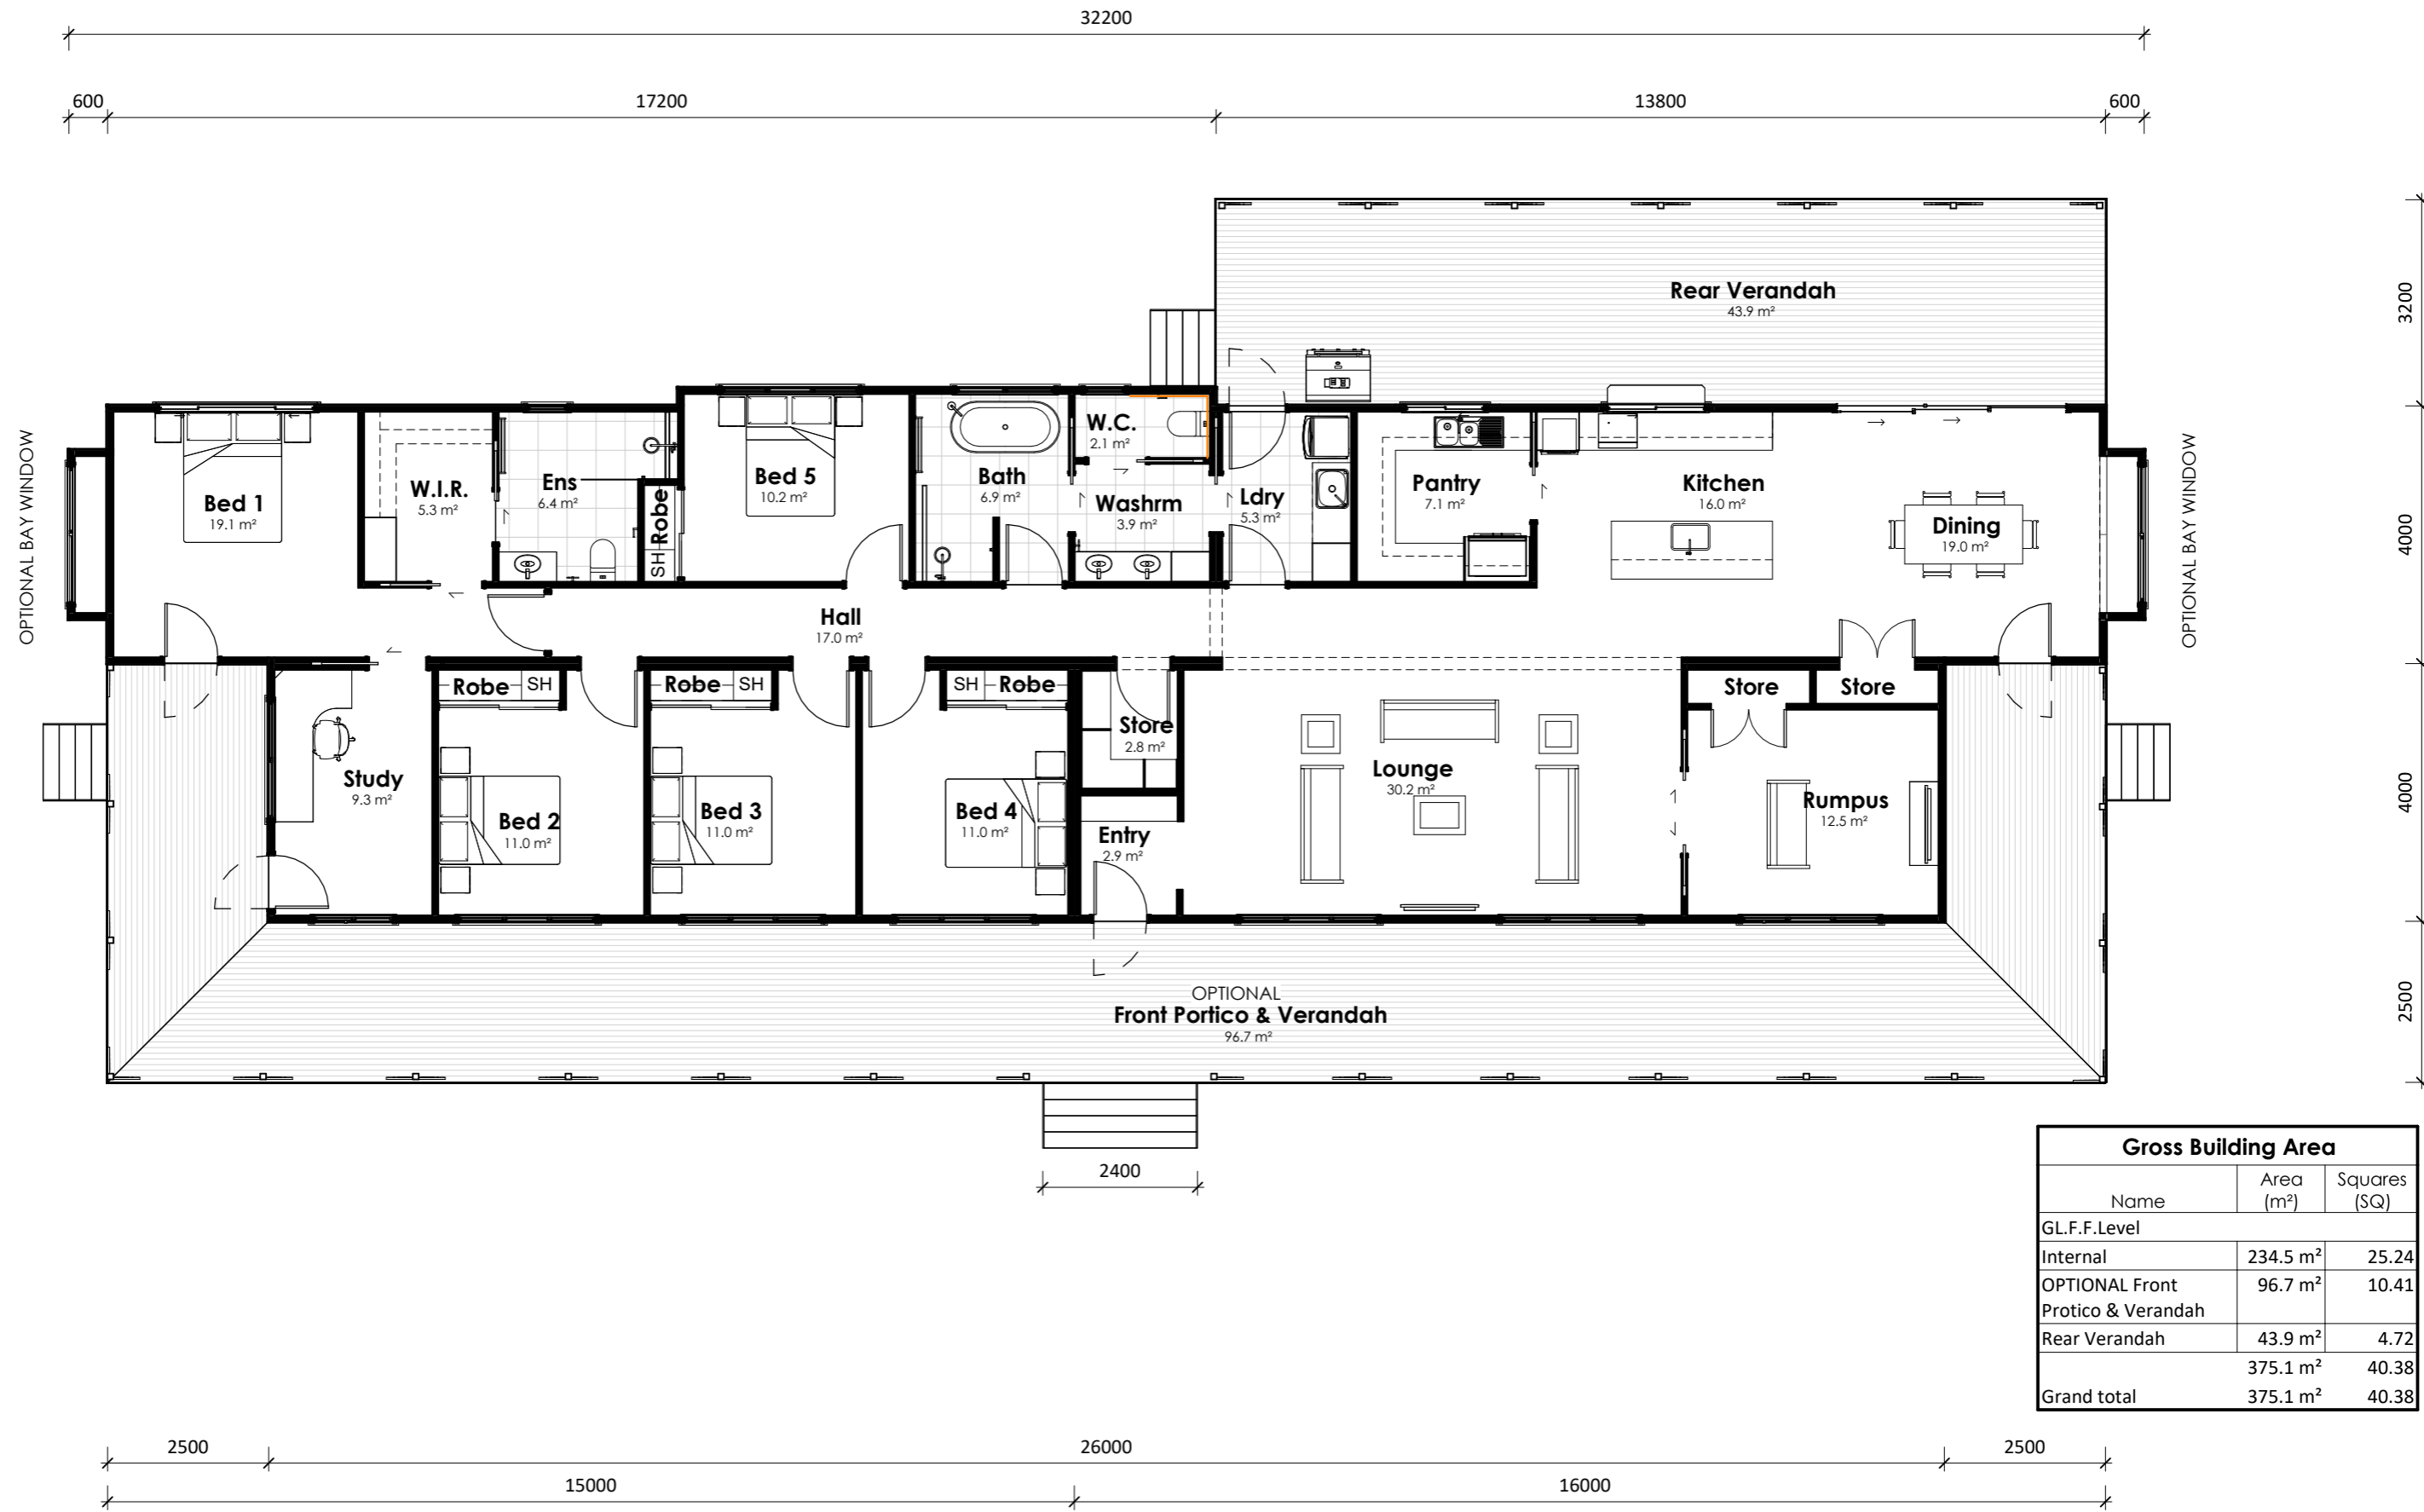 32200
600
17200
13800
600
Rear Verandah
43.9 m²
3200
OPTIONAL BAY WINDOW
Bed 1
19.1 m²
W.I.R.
5.3 m²
Ens
6.4 m²
SH Robe
Bed 5
10.2 m²
Bath
6.9 m²
W.C.
2.1 m²
Washrm
3.9 m²
Ldry
5.3 m²
Pantry
7.1 m²
Kitchen
16.0 m²
Dining
19.0 m²
OPTIONAL BAY WINDOW
4000
Hall
17.0 m²
Robe SH
Robe SH
SH Robe
Store
2.8 m²
Store
Store
Study
9.3 m²
Bed 2
11.0 m²
Bed 3
11.0 m²
Bed 4
11.0 m²
Entry
2.9 m²
Lounge
30.2 m²
Rumpus
12.5 m²
4000
OPTIONAL
Front Portico & Verandah
96.7 m²
2500
2400
Gross Building Area
Name Area (m²) Squares (SQ)
GL.F.F.Level
Internal 234.5 m² 25.24
OPTIONAL Front 96.7 m² 10.41
Protico & Verandah
Rear Verandah 43.9 m² 4.72
375.1 m² 40.38
Grand total 375.1 m² 40.38
2500
26000
2500
15000
16000